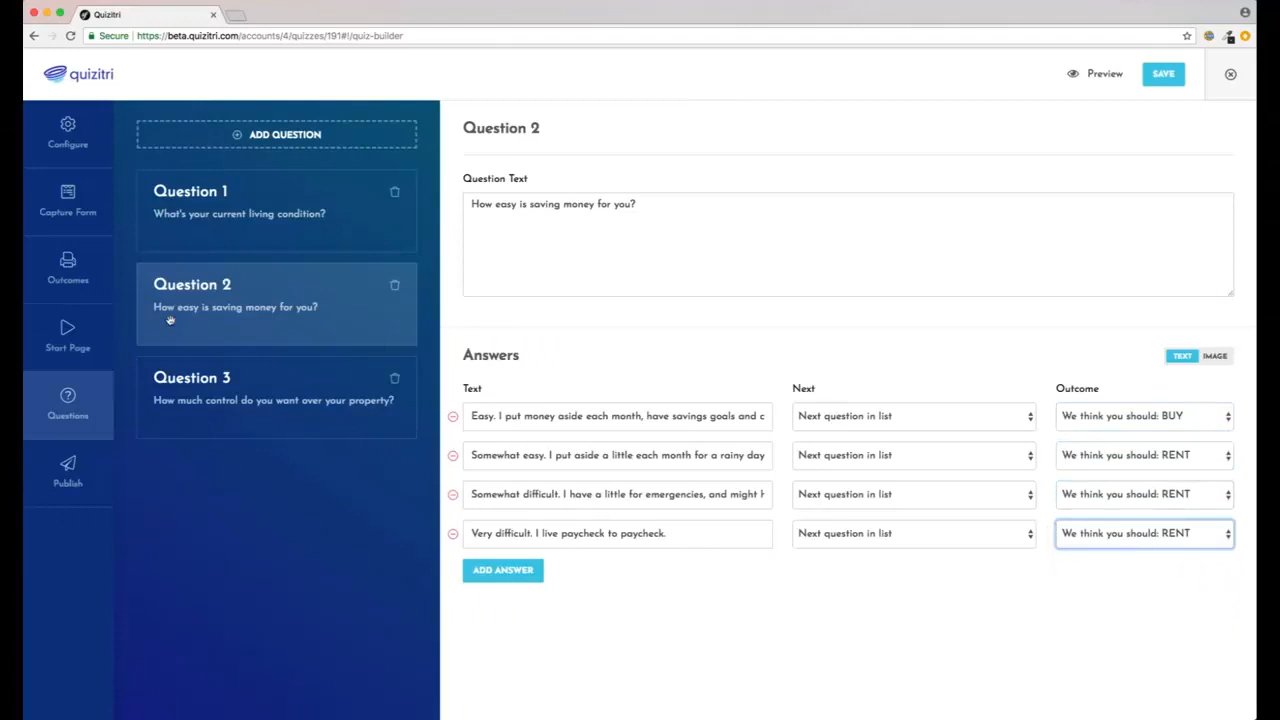 Quizitri
Secure https://beta.quizitri.com/accounts/4/quizzes/191#!/quiz-builder
quizitri
Preview
SAVE
Configure
Capture Form
Outcomes
Start Page
Questions
Publish
ADD QUESTION
Question 1
What's your current living condition?
Question 2
How easy is saving money for you?
Question 3
How much control do you want over your property?
Question 2
Question Text
How easy is saving money for you?
Answers
TEXT IMAGE
Text Next Outcome
Easy. I put money aside each month, have savings goals and c Next question in list We think you should: BUY
Somewhat easy. I put aside a little each month for a rainy day Next question in list We think you should: RENT
Somewhat difficult. I have a little for emergencies, and might h Next question in list We think you should: RENT
Very difficult. I live paycheck to paycheck. Next question in list We think you should: RENT
ADD ANSWER